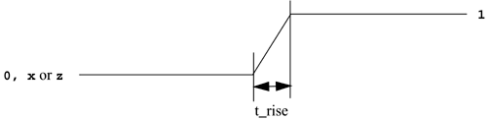 1
0, x or z
t_rise